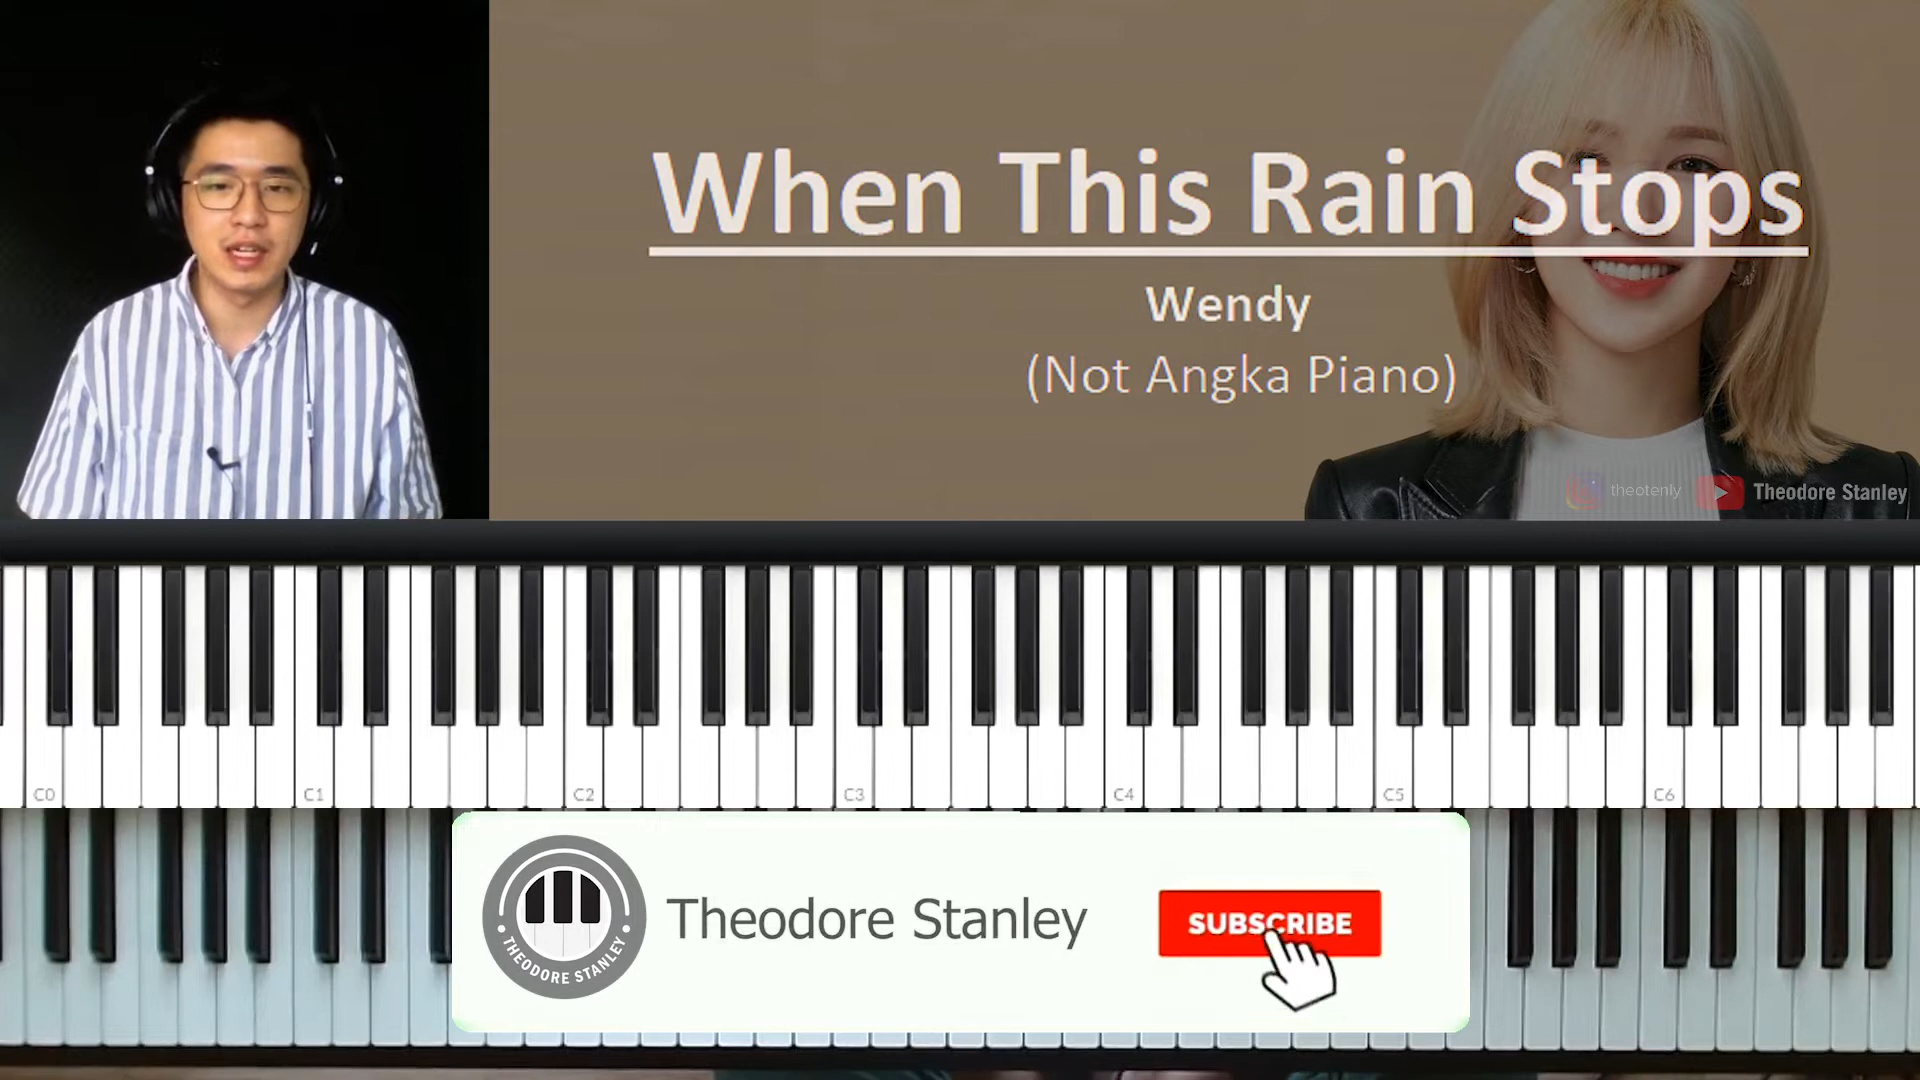 When This Rain Stops
Wendy
(Not Angka Piano)
theotenly
Theodore Stanley
C0 C1 C2 C3 C4 C5 C6
THEODORE STANLEY
Theodore Stanley
SUBSCRIBE